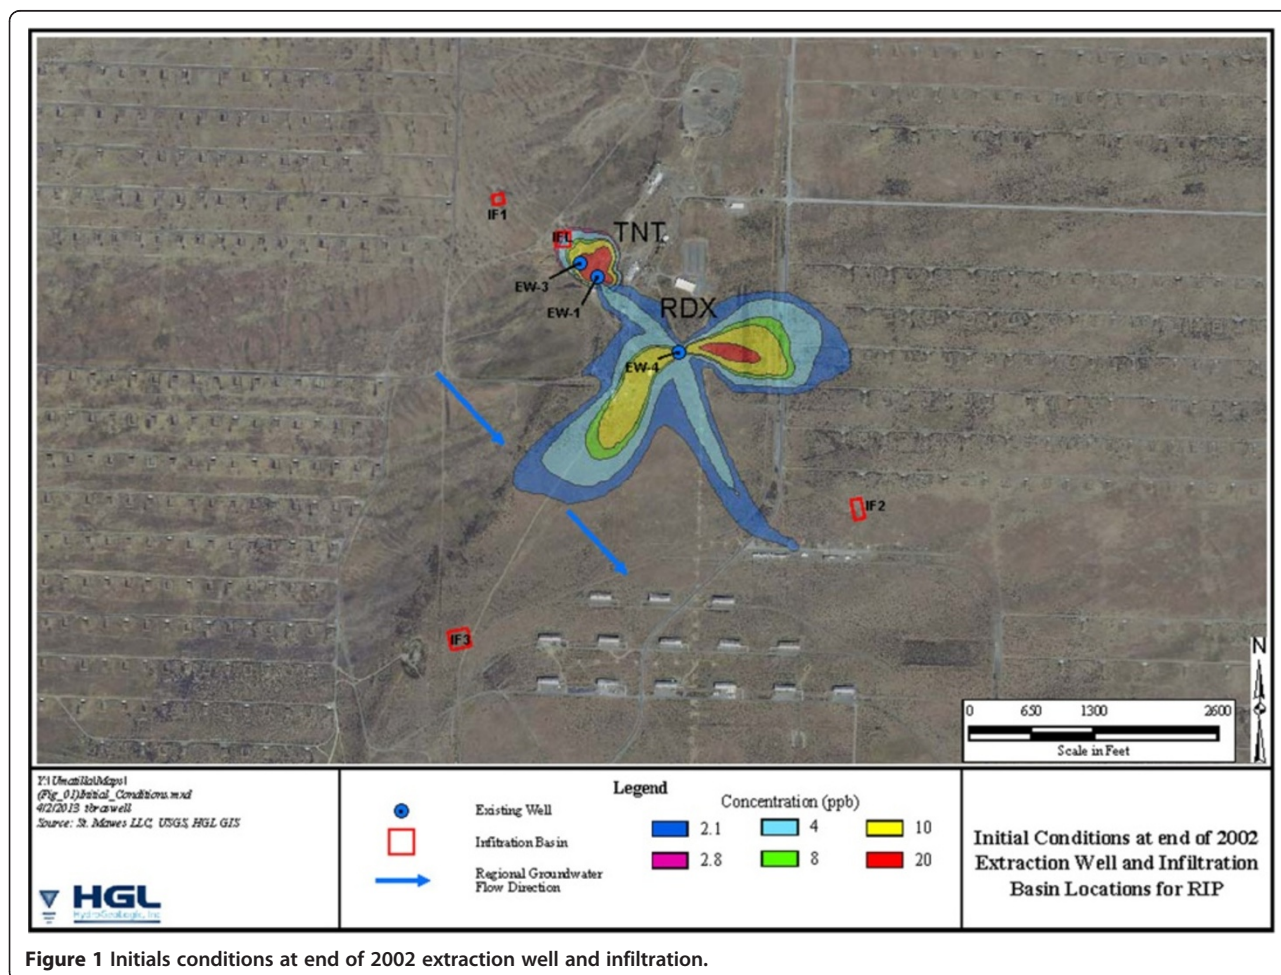 IF1
IFL
TNT
EW-3
EW-1
RDX
EW-4
IF2
IF3
N
0 650 1300 2600
Scale in Feet
Y:\Umatilla\Maps\
(Fig_01)Initial_Conditions.mxd
4/2/2013 tbraswell
Source: St. Mawes LLC, USGS, HGL GIS
HGL
HydroGeoLogic, Inc
Legend
Existing Well
Infitration Basin
Regional Groundwater
Flow Direction
Concentration (ppb)
2.1 4 10
2.8 8 20
Initial Conditions at end of 2002
Extraction Well and Infiltration
Basin Locations for RIP
Figure 1 Initials conditions at end of 2002 extraction well and infiltration.